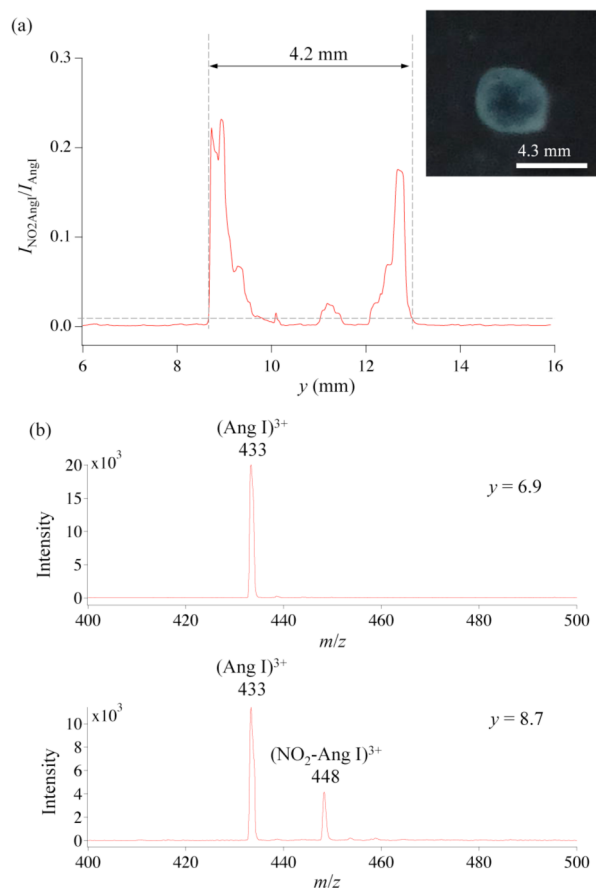 (a)
4.2 mm
4.3 mm
0.3
0.2
0.1
0.0
I_NO2AngI/I_AngI
6 8 10 12 14 16
y (mm)
(b)
(Ang I)³⁺
433
x10³
20
15
10
5
0
Intensity
y = 6.9
400 420 440 460 480 500
m/z
(Ang I)³⁺
433
x10³
10
8
6
4
2
0
Intensity
y = 8.7
(NO₂-Ang I)³⁺
448
400 420 440 460 480 500
m/z